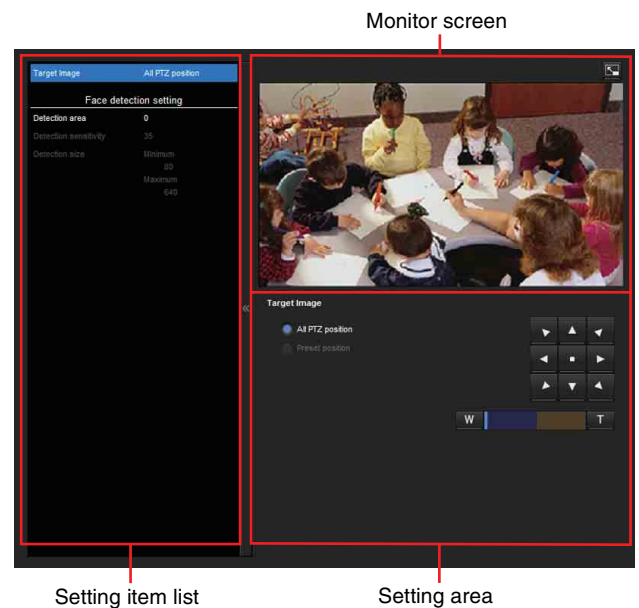 Monitor screen
Target Image All PTZ position
Face detection setting
Detection area 0
Detection sensitivity 35
Detection size Minimum
80
Maximum
640
«
Target Image
All PTZ position
Preset position
W T
Setting item list
Setting area